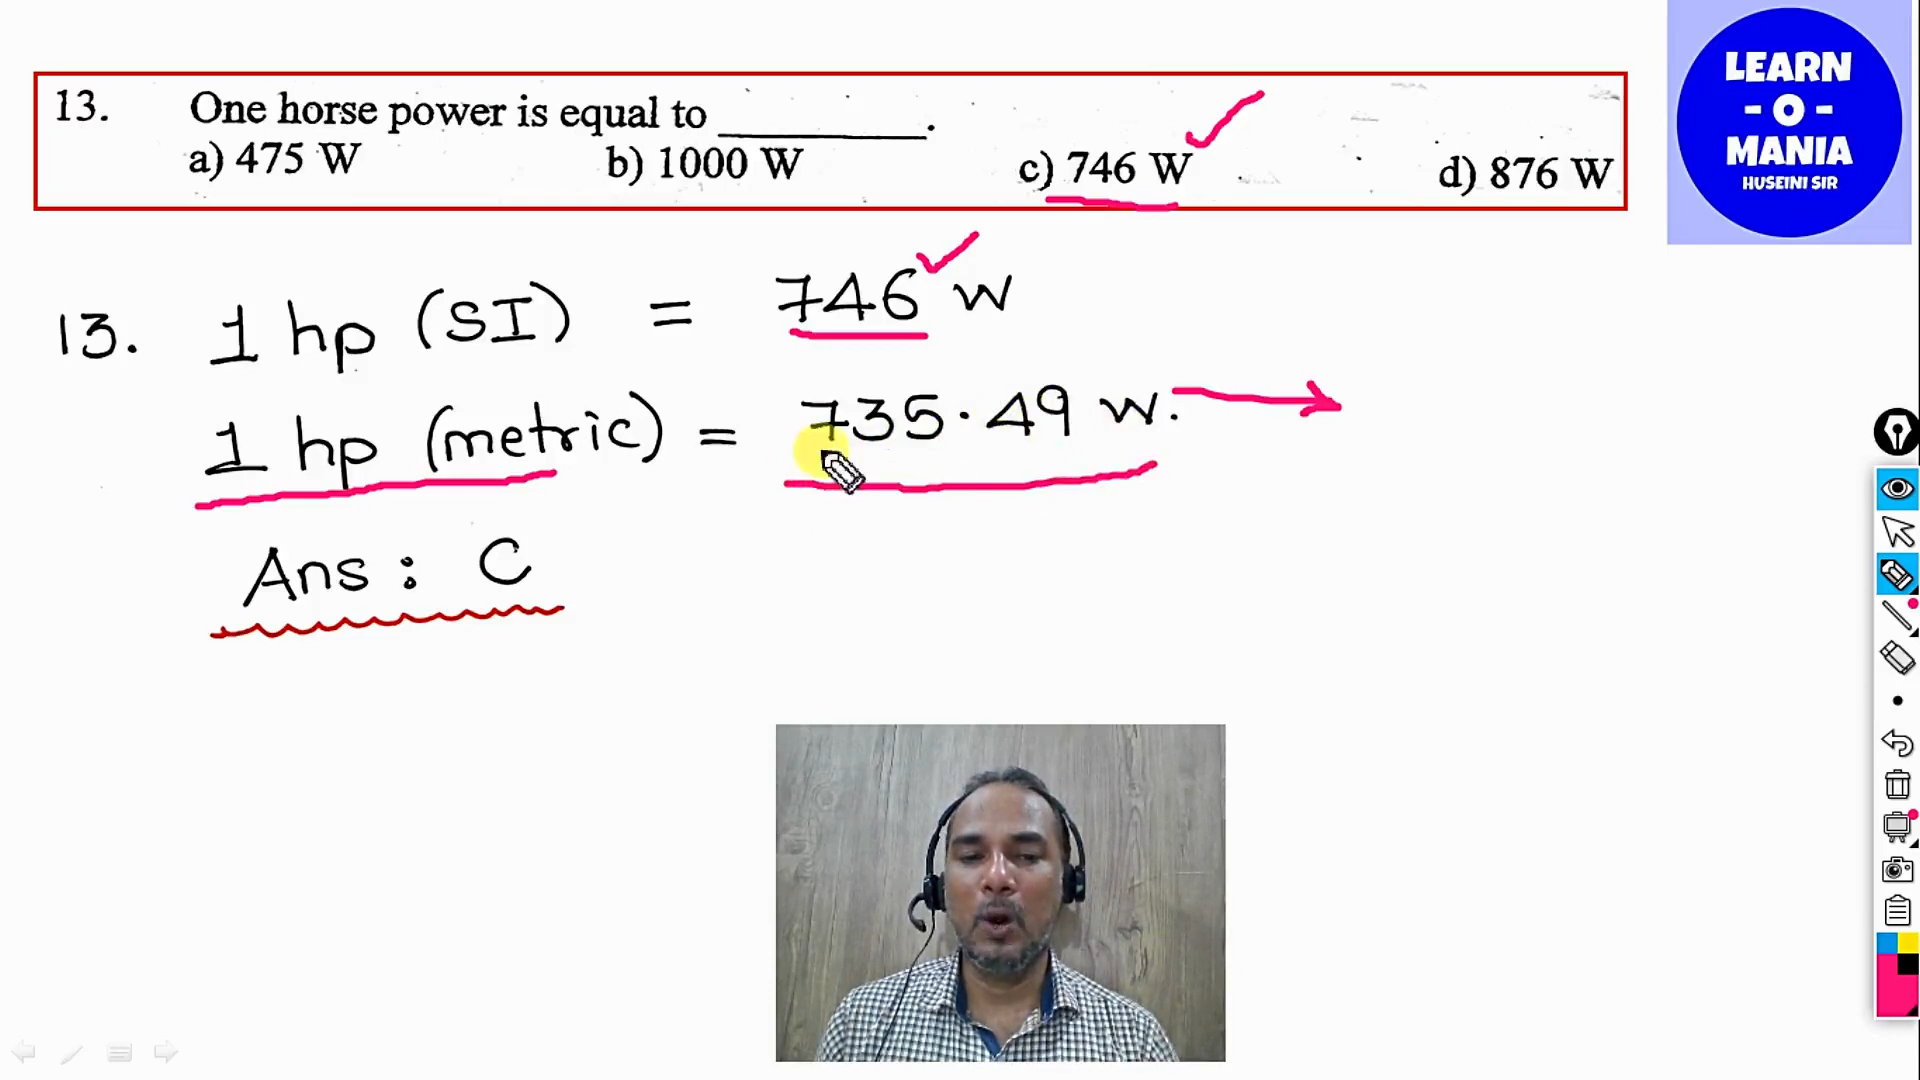 13. One horse power is equal to __________.
a) 475 W b) 1000 W c) 746 W d) 876 W
LEARN
- O -
MANIA
HUSEINI SIR
13. 1 hp (SI) = 746 W
1 hp (metric) = 735.49 W.
Ans : C